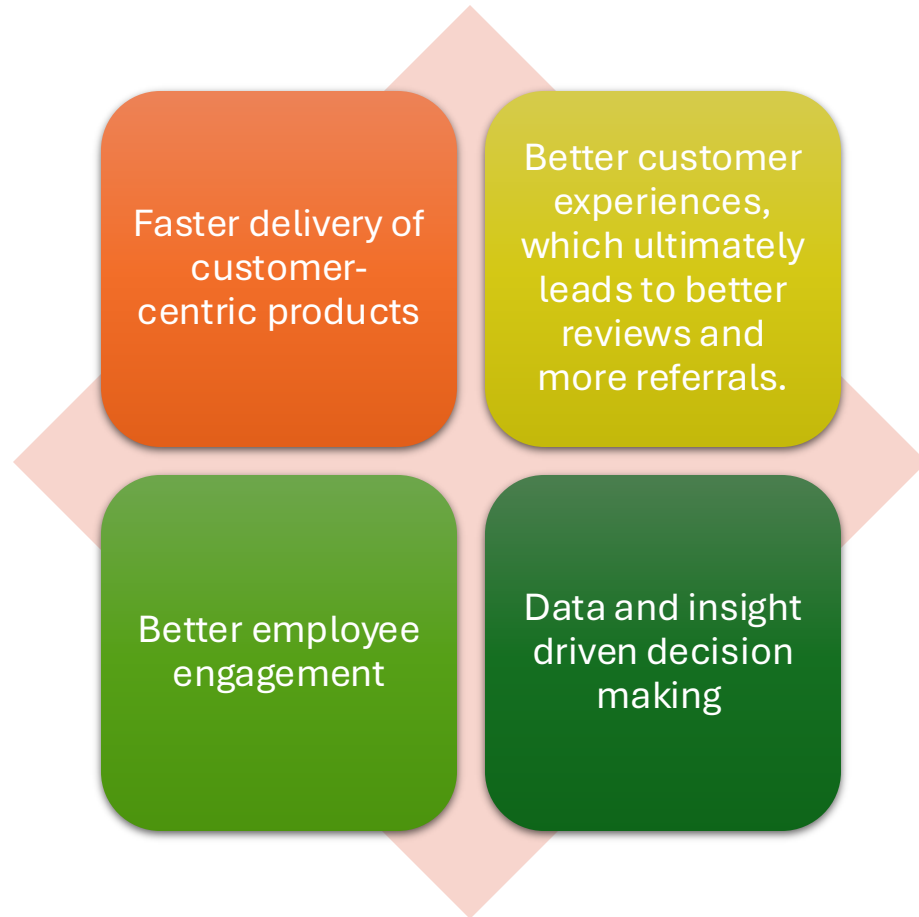 Faster delivery of
customer-
centric products
Better customer
experiences,
which ultimately
leads to better
reviews and
more referrals.
Better employee
engagement
Data and insight
driven decision
making